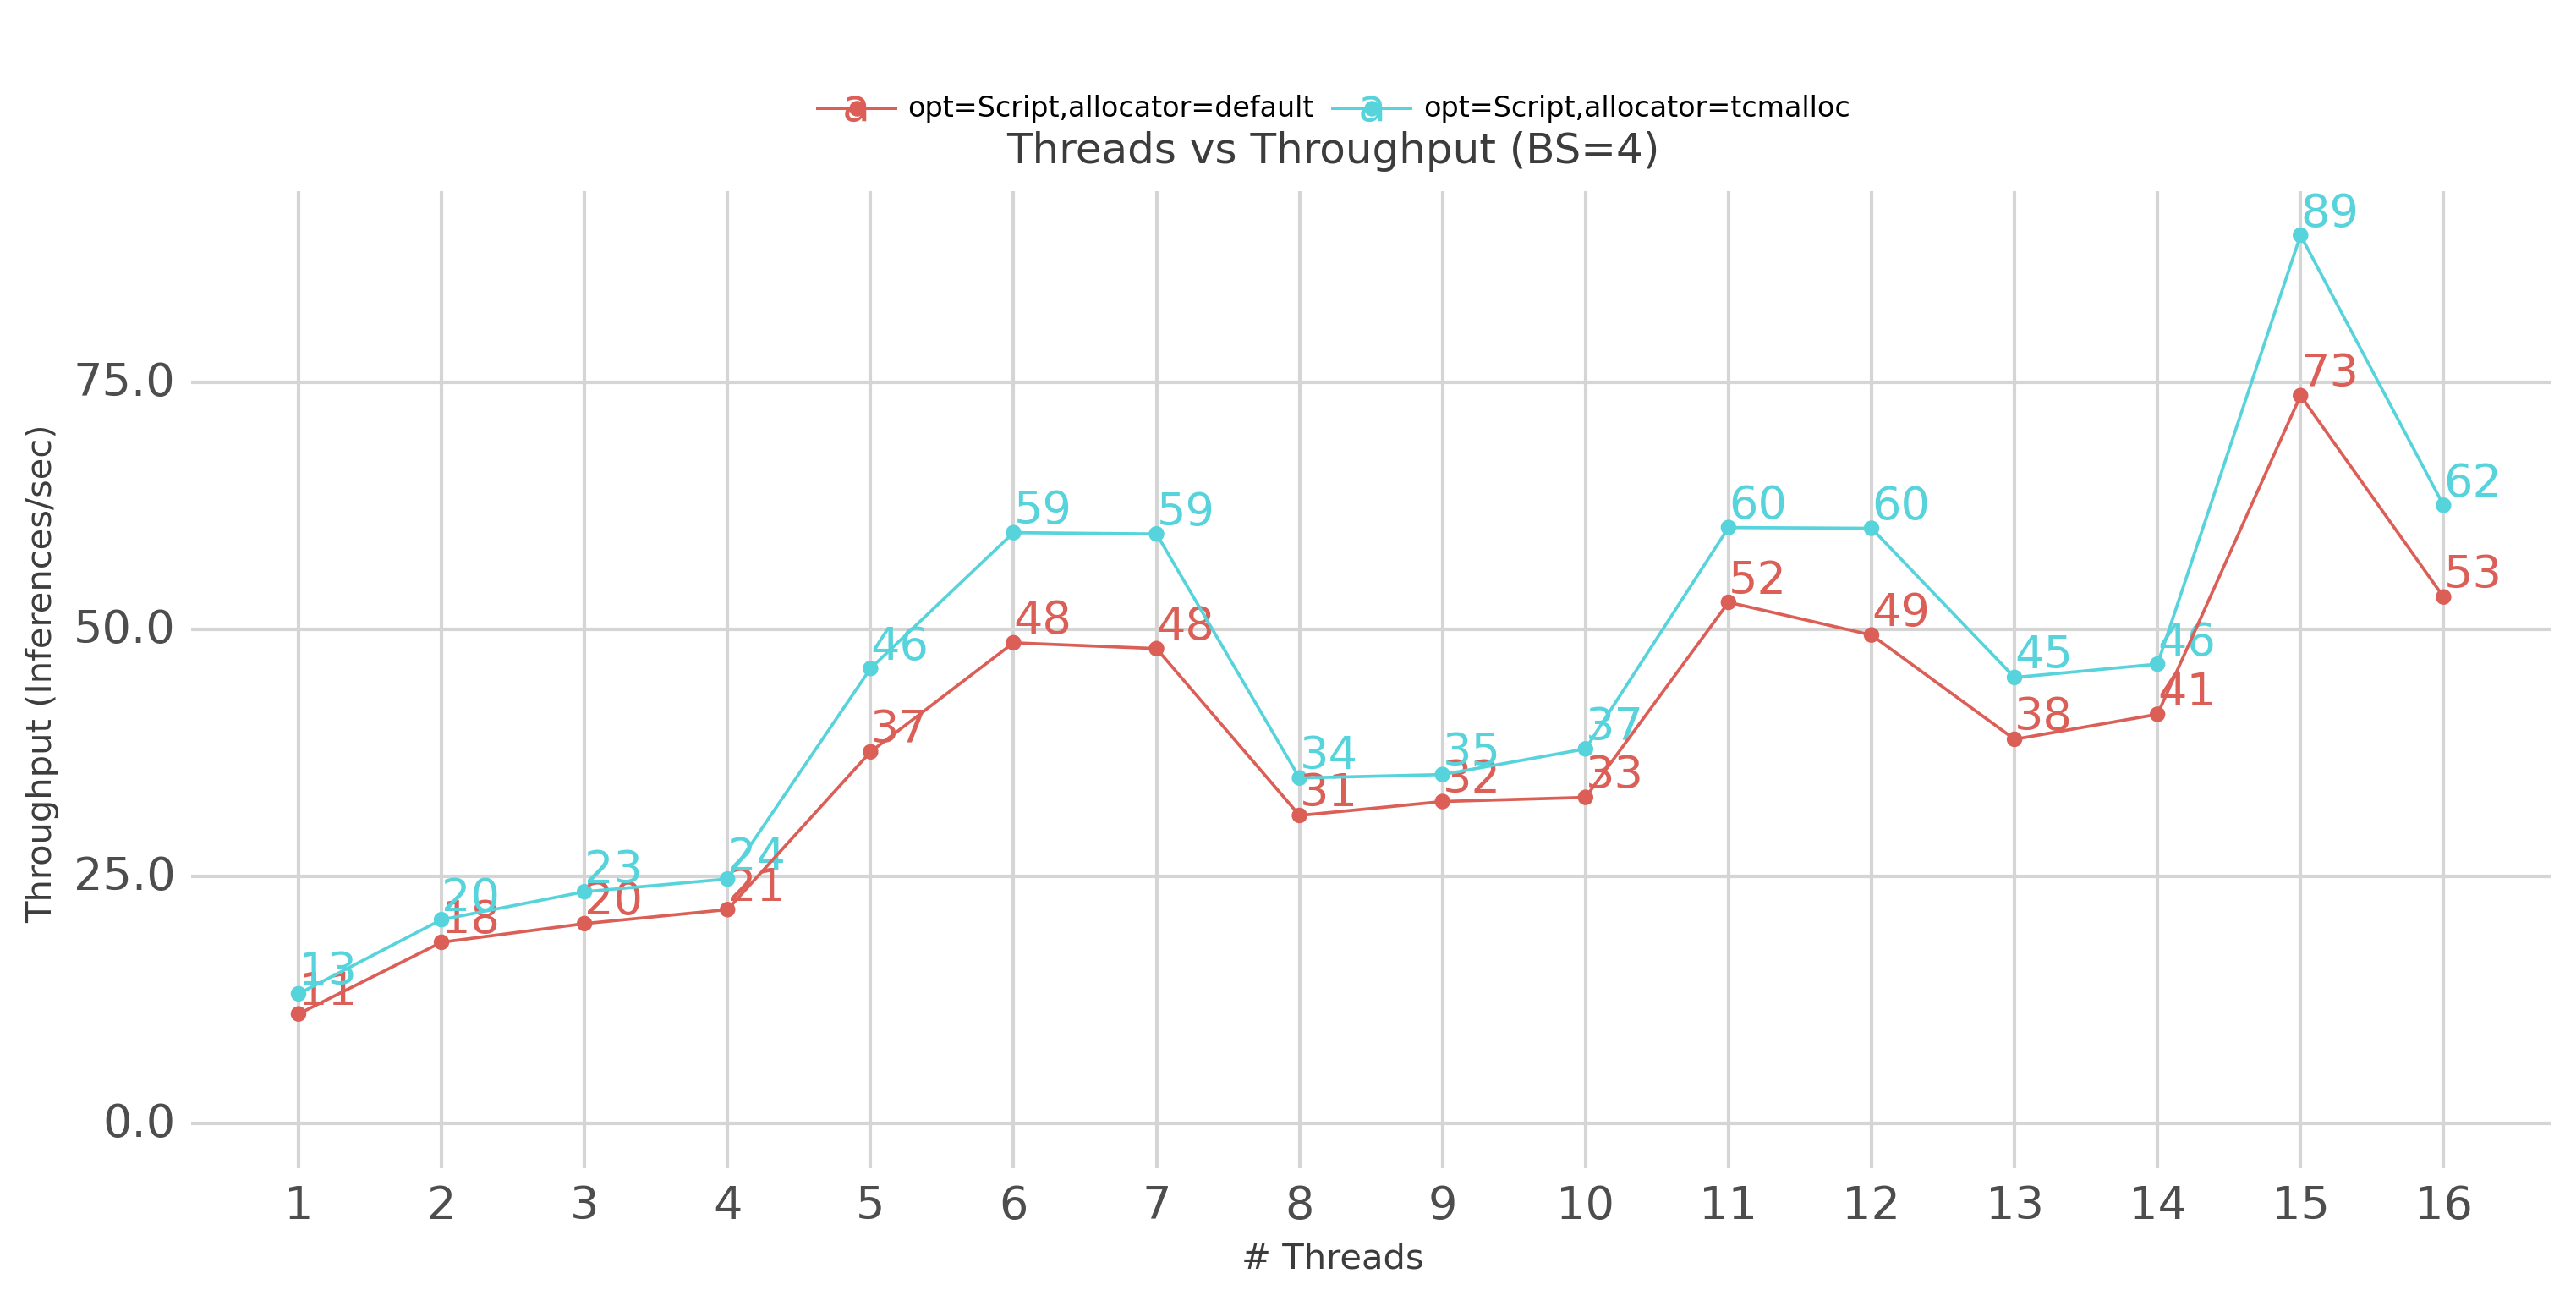 a opt=Script,allocator=default a opt=Script,allocator=tcmalloc
Threads vs Throughput (BS=4)
89
75.0
73
62
59 59 60 60
53
52
50.0
48 48 49
46 45 46
41
37 38
34 35 37
31 32 33
25.0
23 24
20 20 21
18
13
11
0.0
Throughput (Inferences/sec)
1 2 3 4 5 6 7 8 9 10 11 12 13 14 15 16
# Threads